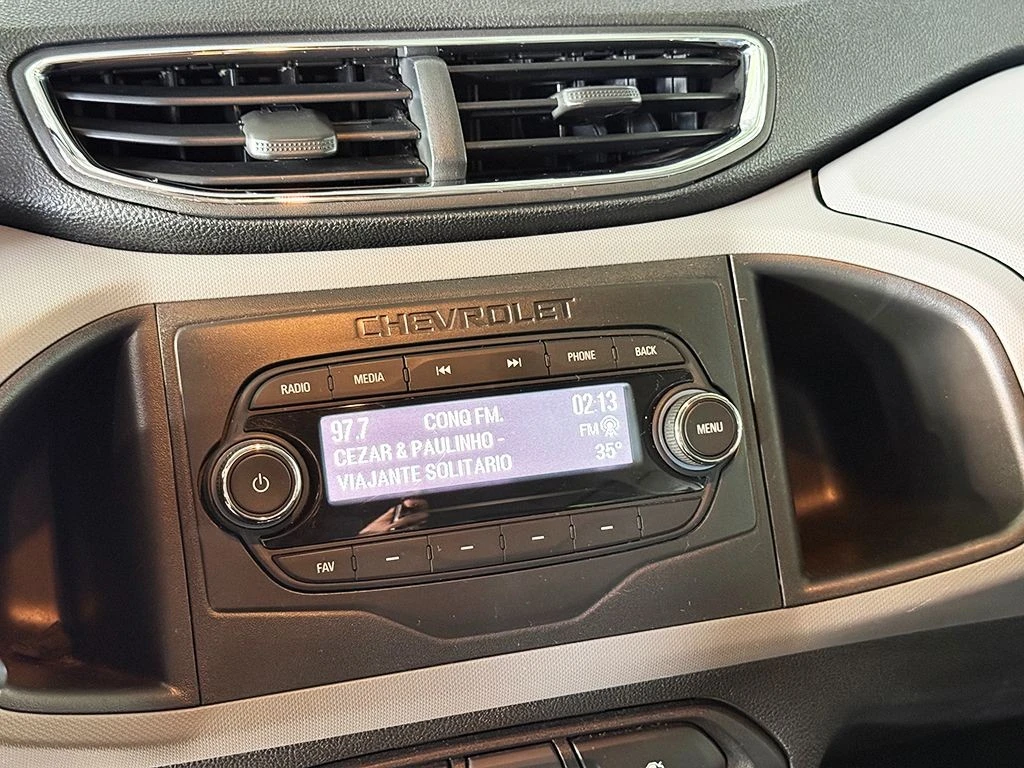 CHEVROLET
RADIO MEDIA PHONE BACK
97.7 CONQ FM. 02:13
CEZAR & PAULINHO - FM
VIAJANTE SOLITARIO 35°
MENU
FAV